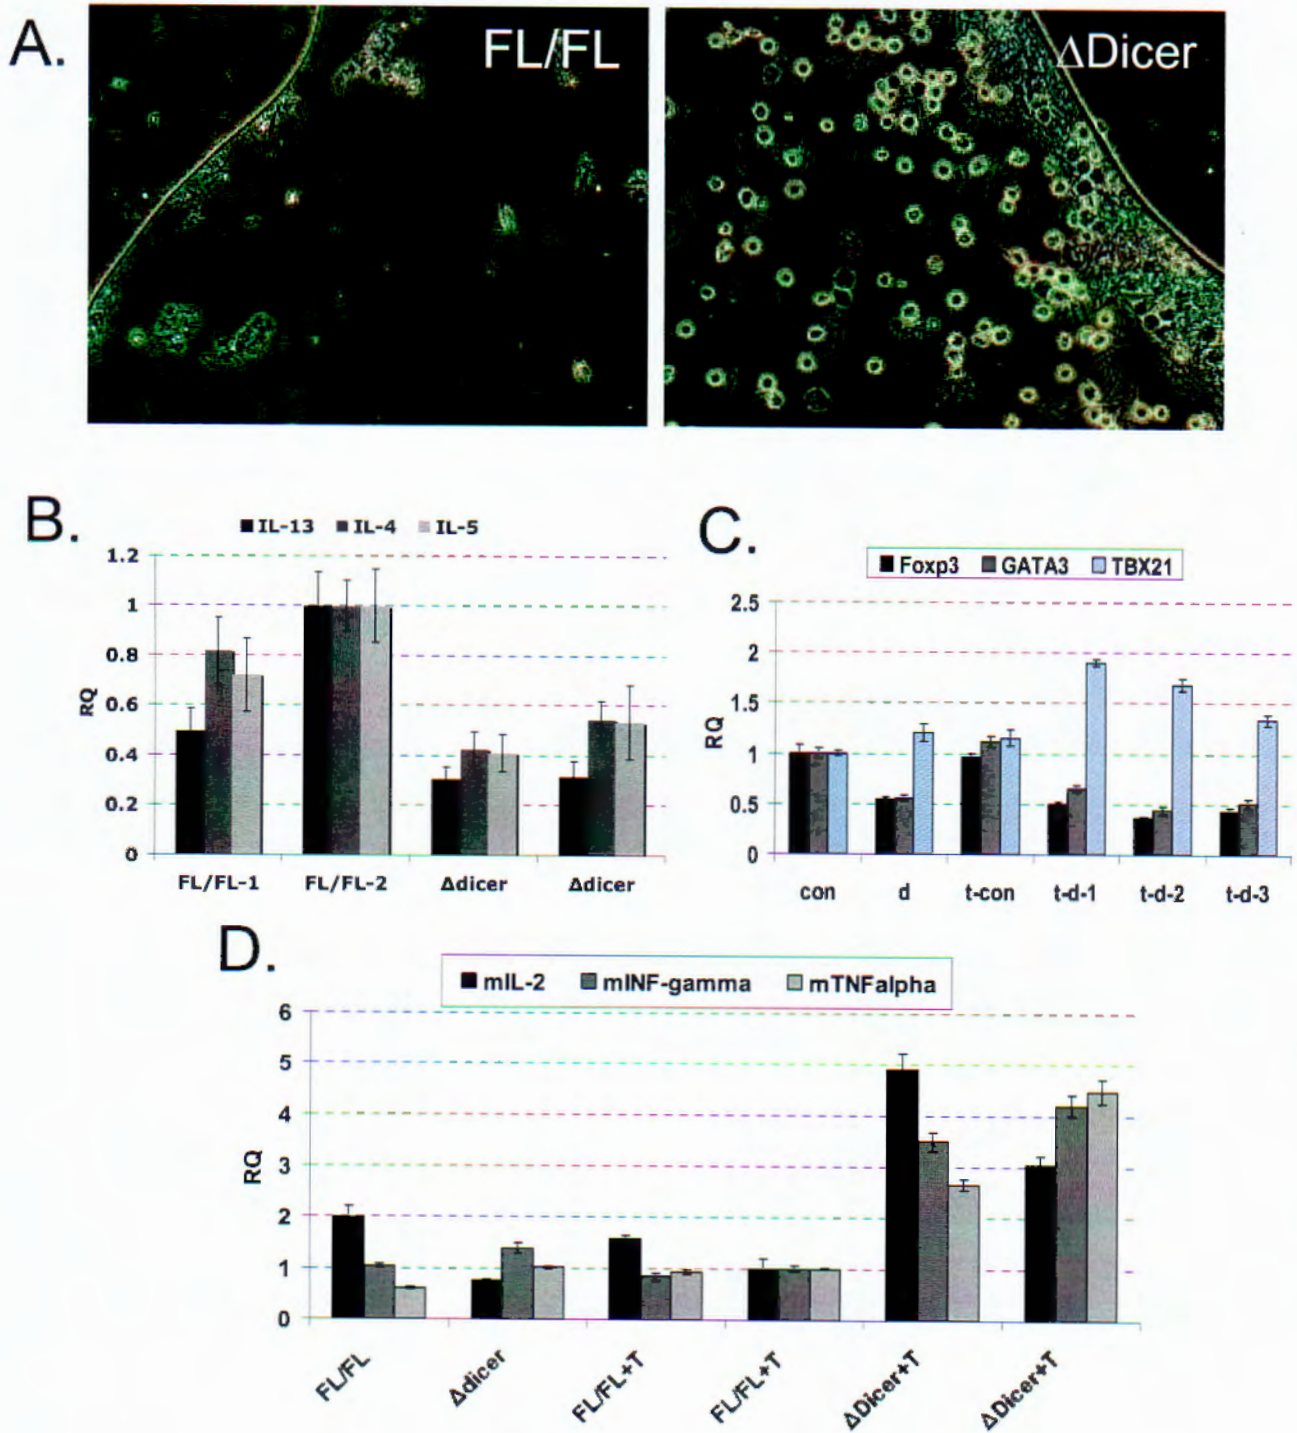 A.
FL/FL
ΔDicer
B.
IL-13 IL-4 IL-5
1.2
1
0.8
0.6
0.4
0.2
0
RQ
FL/FL-1 FL/FL-2 Δdicer Δdicer
C.
Foxp3 GATA3 TBX21
2.5
2
1.5
1
0.5
0
RQ
con d t-con t-d-1 t-d-2 t-d-3
D.
mIL-2 mINF-gamma mTNFalpha
6
5
4
3
2
1
0
RQ
FL/FL Δdicer FL/FL+T FL/FL+T ΔDicer+T ΔDicer+T